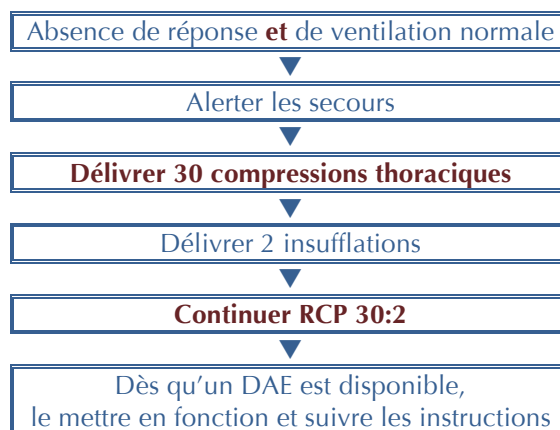 Absence de réponse et de ventilation normale
Alerter les secours
Délivrer 30 compressions thoraciques
Délivrer 2 insufflations
Continuer RCP 30:2
Dès qu'un DAE est disponible,
le mettre en fonction et suivre les instructions